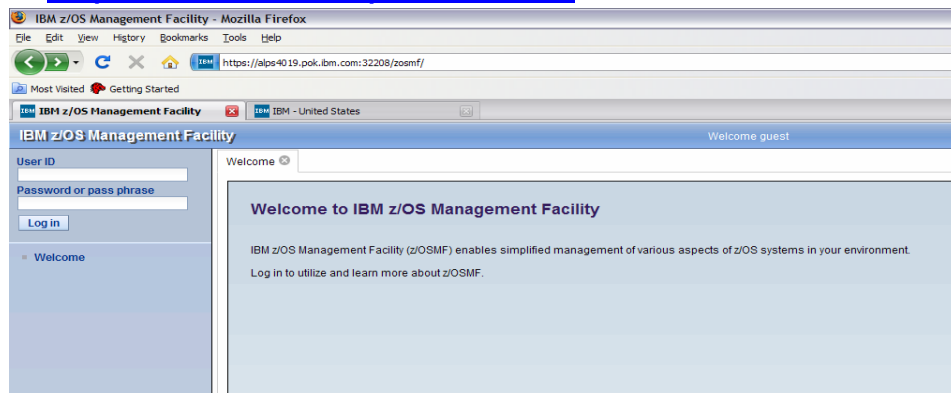 IBM z/OS Management Facility - Mozilla Firefox
File Edit View History Bookmarks Tools Help
IBM https://alps4019.pok.ibm.com:32208/zosmf/
Most Visited Getting Started
IBM IBM z/OS Management Facility IBM IBM - United States
IBM z/OS Management Facility Welcome guest
User ID
Password or pass phrase
Log in
Welcome
Welcome
Welcome to IBM z/OS Management Facility
IBM z/OS Management Facility (z/OSMF) enables simplified management of various aspects of z/OS systems in your environment.
Log in to utilize and learn more about z/OSMF.